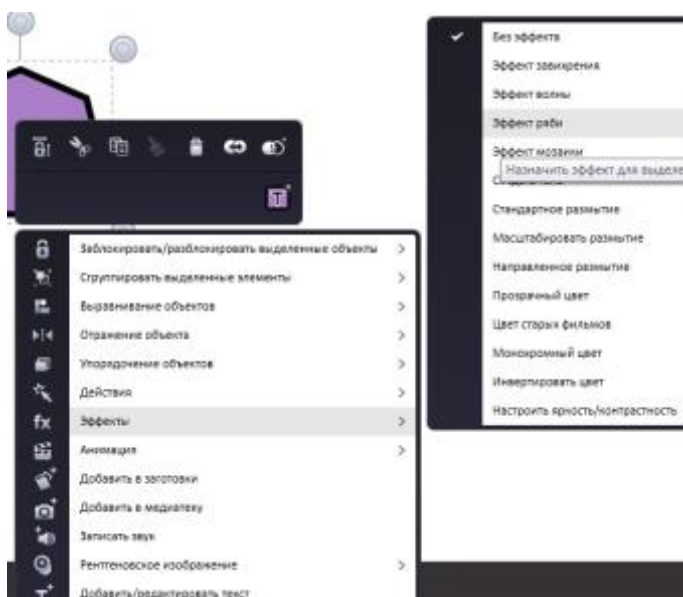 Заблокировать/разблокировать выделенные объекты
Сгруппировать выделенные элементы
Выравнивание объектов
Отражение объекта
Упорядочение объектов
Действия
fx Эффекты
Анимация
Добавить в заготовки
Добавить в медиатеку
Записать звук
Рентгеновское изображение
T+ Добавить/редактировать текст
Без эффекта
Эффект завихрения
Эффект волны
Эффект ряби
Эффект мозаики
Назначить эффект для выделе
Стандартное размытие
Масштабировать размытие
Направленное размытие
Прозрачный цвет
Цвет старых фильмов
Монохромный цвет
Инвертировать цвет
Настроить яркость/контрастность